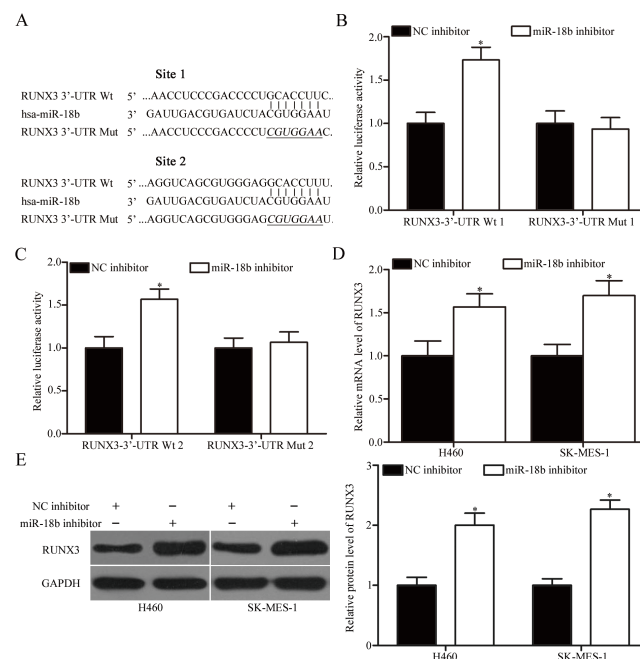 A
Site 1
RUNX3 3'-UTR Wt 5' ...AACCUCCCGACCCCUGCACCUUC..
hsa-miR-18b 3' GAUUGACGUGAUCUACGUGGAAU
RUNX3 3'-UTR Mut 5' ...AACCUCCCGACCCCUCGUGGAAC.
Site 2
RUNX3 3'-UTR Wt 5' ...AGGUCAGCGUGGGAGGCACCUUU.
hsa-miR-18b 3' GAUUGACGUGAUCUACGUGGAAU
RUNX3 3'-UTR Mut 5' ...AGGUCAGCGUGGGAGCGUGGAAU.
B
NC inhibitor miR-18b inhibitor
Relative luciferase activity
2.0
1.5
1.0
0.5
0.0
*
RUNX3-3'-UTR Wt 1 RUNX3-3'-UTR Mut 1
C
NC inhibitor miR-18b inhibitor
Relative luciferase activity
2.0
1.5
1.0
0.5
0.0
*
RUNX3-3'-UTR Wt 2 RUNX3-3'-UTR Mut 2
D
NC inhibitor miR-18b inhibitor
Relative mRNA level of RUNX3
2.0
1.5
1.0
0.5
0.0
* *
H460 SK-MES-1
E
NC inhibitor + − + −
miR-18b inhibitor − + − +
RUNX3
GAPDH
H460 SK-MES-1
NC inhibitor miR-18b inhibitor
Relative protein level of RUNX3
3
2
1
0
* *
H460 SK-MES-1